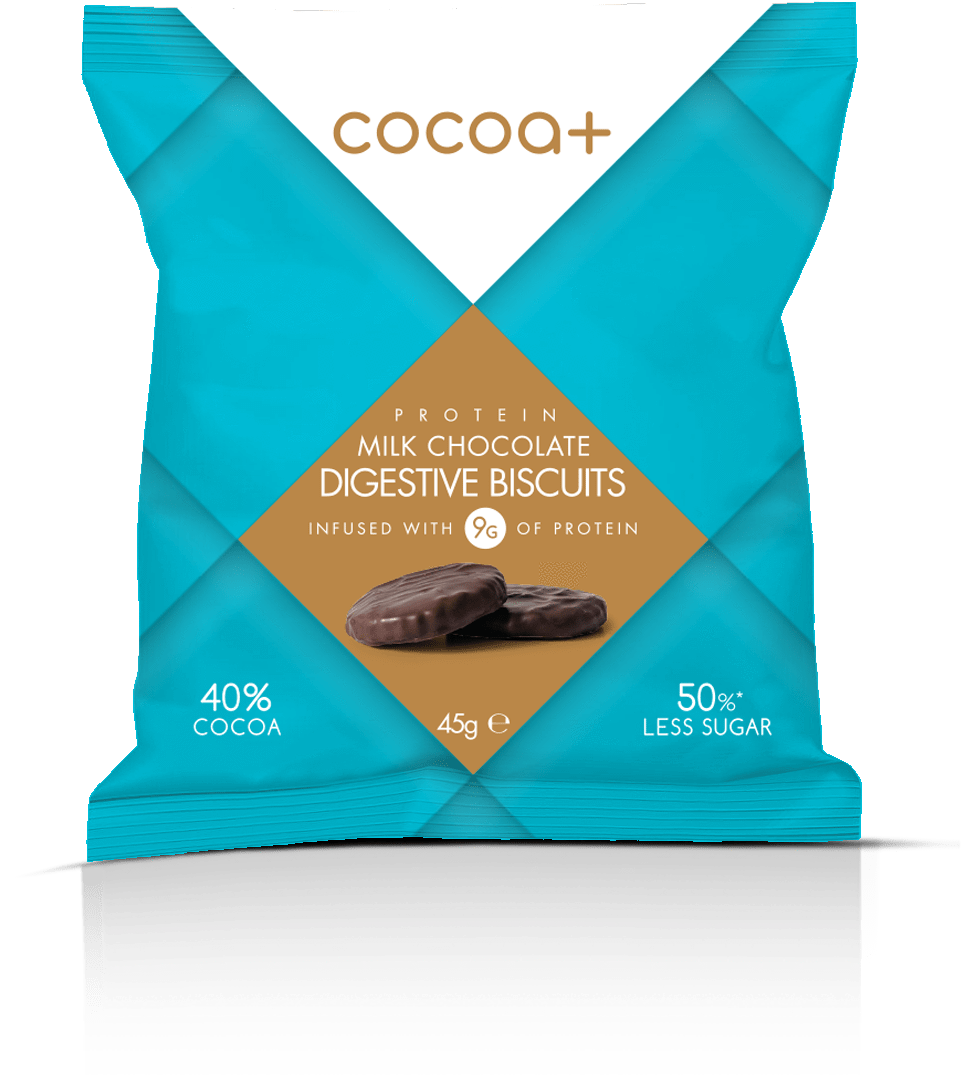 cocoa+
PROTEIN
MILK CHOCOLATE
DIGESTIVE BISCUITS
INFUSED WITH 9G OF PROTEIN
40%
COCOA
50%*
LESS SUGAR
45g ℮